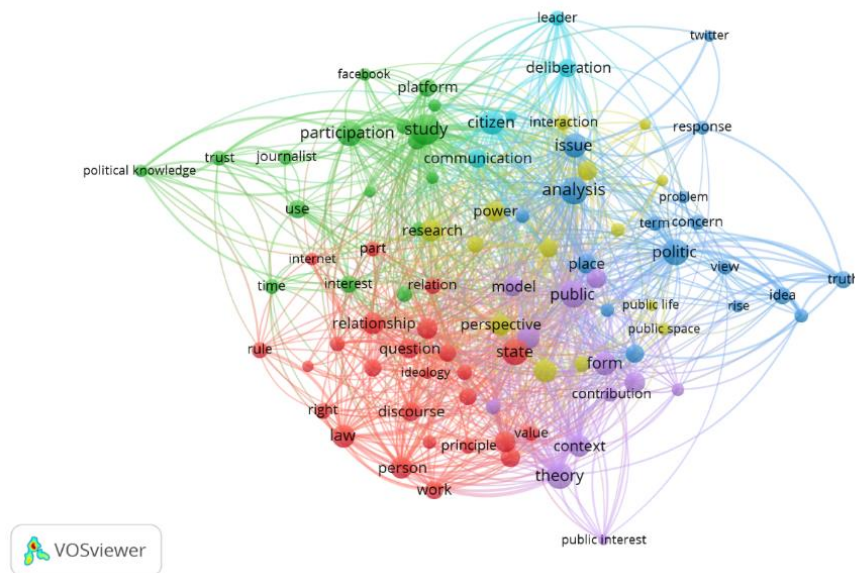 leader
twitter
deliberation
facebook
platform
citizen
interaction
response
participation
study
issue
trust
journalist
communication
political knowledge
analysis
problem
use
power
term
concern
research
politic
part
internet
place
view
truth
time
interest
relation
model
public
idea
public life
rise
relationship
perspective
public space
rule
question
state
ideology
form
contribution
right
discourse
law
principle
value
context
person
theory
work
public interest
VOSviewer